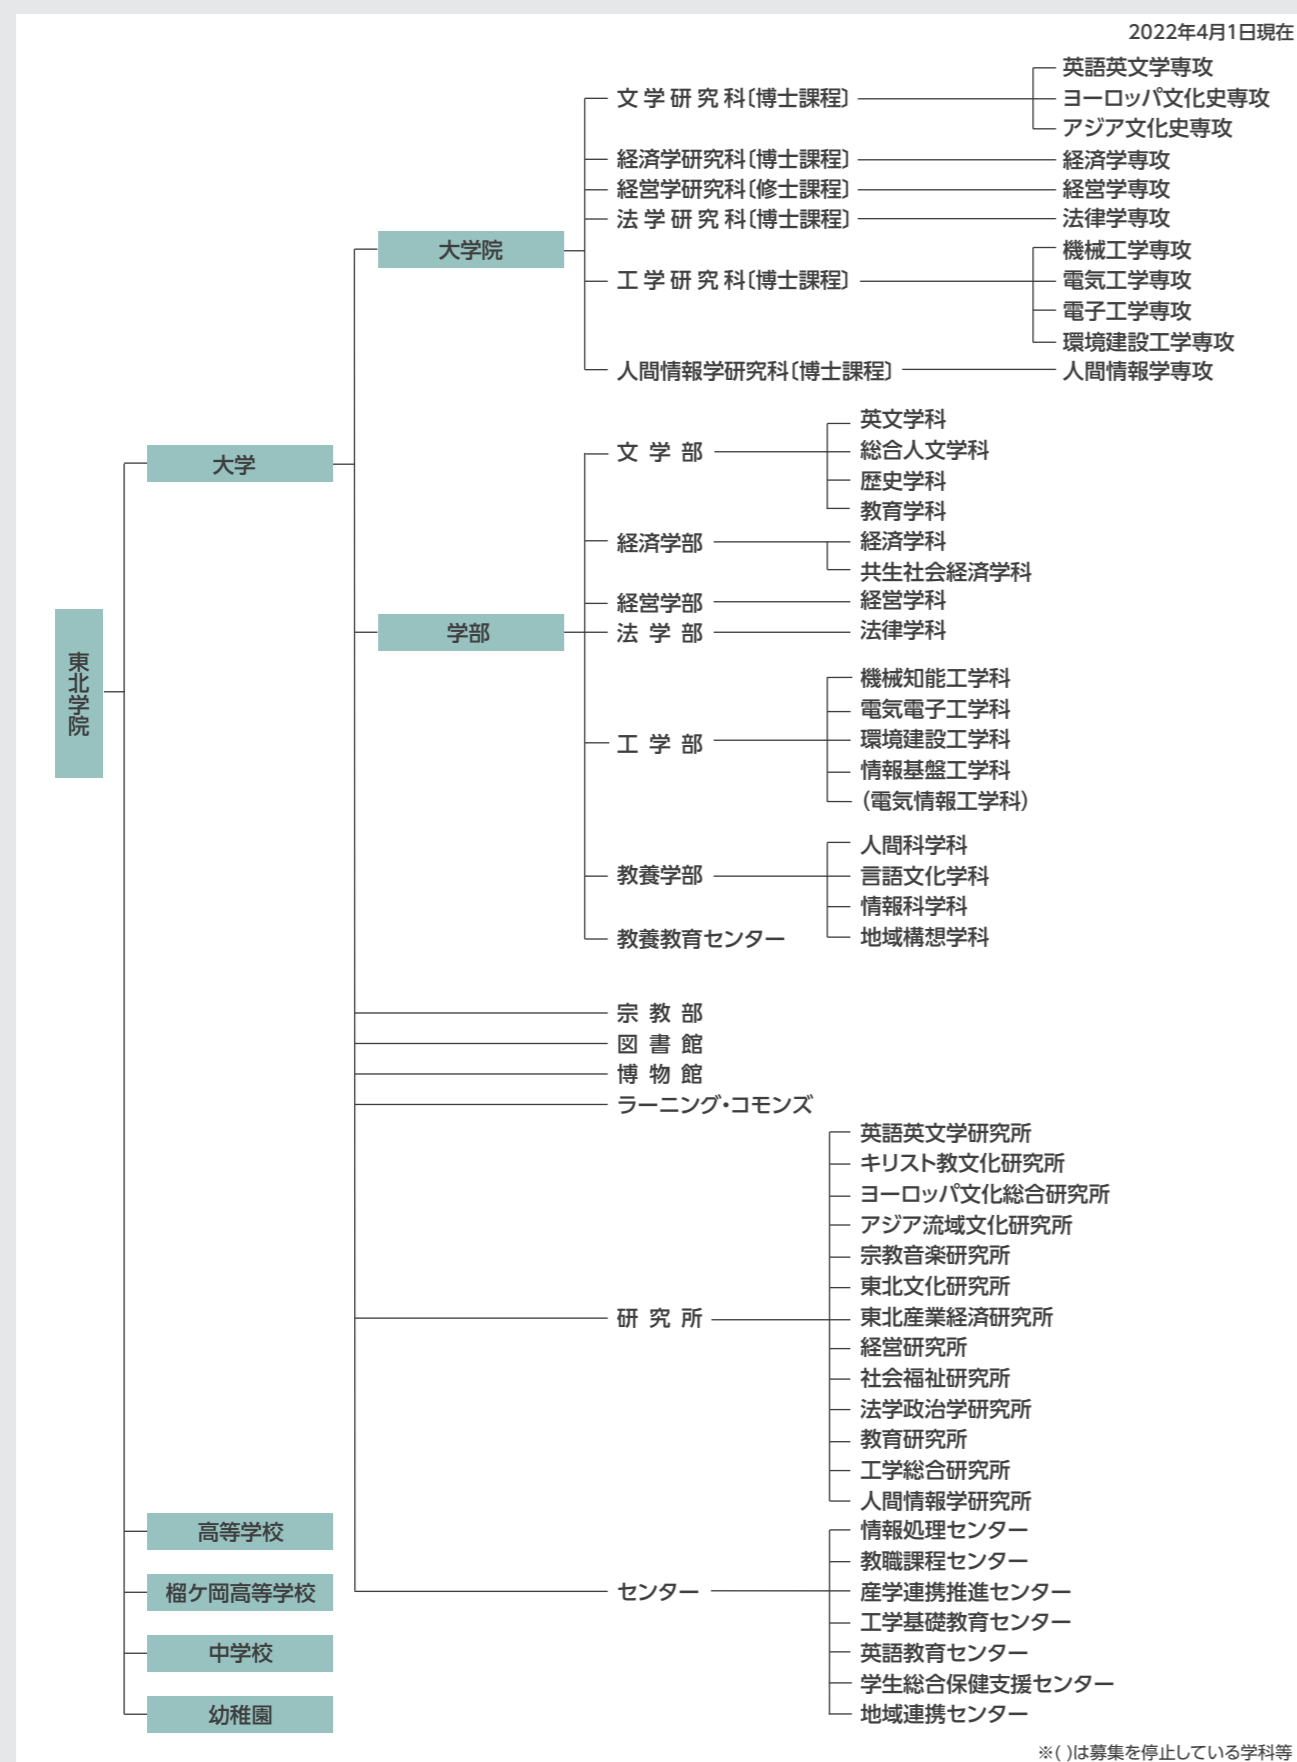 2022年4月1日現在
東北学院
大学
大学院
文学研究科〔博士課程〕
英語英文学専攻
ヨーロッパ文化史専攻
アジア文化史専攻
経済学研究科〔博士課程〕
経済学専攻
経営学研究科〔修士課程〕
経営学専攻
法学研究科〔博士課程〕
法律学専攻
工学研究科〔博士課程〕
機械工学専攻
電気工学専攻
電子工学専攻
環境建設工学専攻
人間情報学研究科〔博士課程〕
人間情報学専攻
学部
文学部
英文学科
総合人文学科
歴史学科
教育学科
経済学部
経済学科
共生社会経済学科
経営学部
経営学科
法学部
法律学科
工学部
機械知能工学科
電気電子工学科
環境建設工学科
情報基盤工学科
(電気情報工学科)
教養学部
人間科学科
言語文化学科
情報科学科
地域構想学科
教養教育センター
宗教部
図書館
博物館
ラーニング・コモンズ
研究所
英語英文学研究所
キリスト教文化研究所
ヨーロッパ文化総合研究所
アジア流域文化研究所
宗教音楽研究所
東北文化研究所
東北産業経済研究所
経営研究所
社会福祉研究所
法学政治学研究所
教育研究所
工学総合研究所
人間情報学研究所
センター
情報処理センター
教職課程センター
産学連携推進センター
工学基礎教育センター
英語教育センター
学生総合保健支援センター
地域連携センター
高等学校
榴ケ岡高等学校
中学校
幼稚園
※( )は募集を停止している学科等